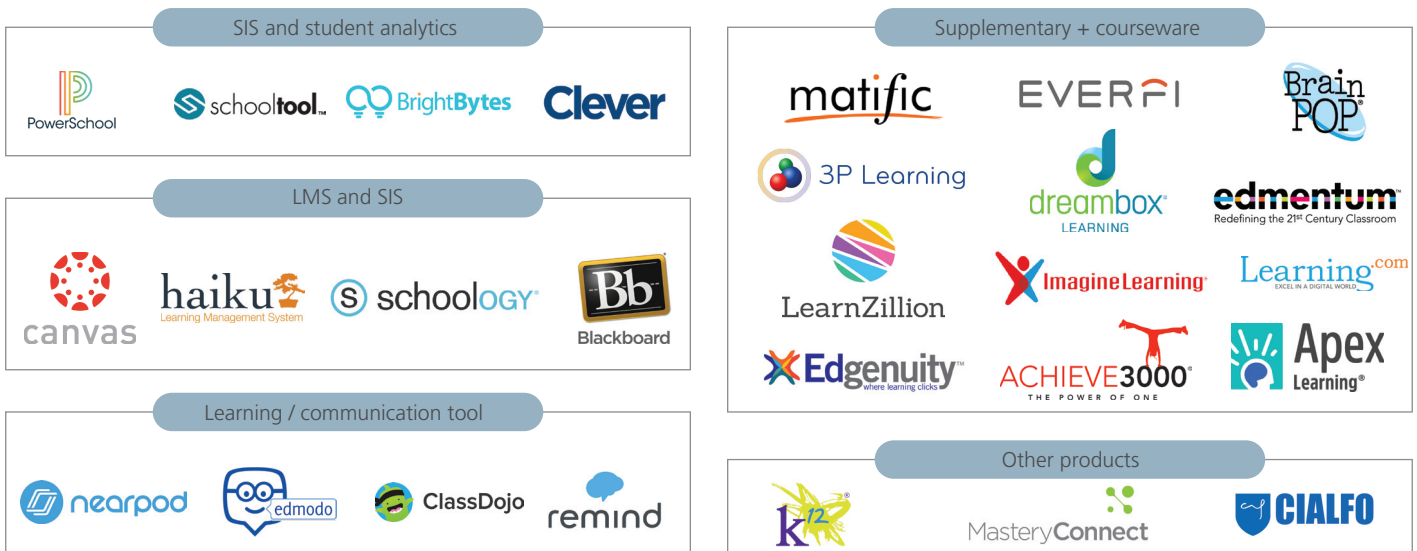 SIS and student analytics
PowerSchool
schooltool™
BrightBytes
Clever
LMS and SIS
canvas
haiku
Learning Management System
S schoology®
Bb
Blackboard
Learning / communication tool
nearpod
edmodo
ClassDojo
remind
Supplementary + courseware
matific
EVERFI
Brain
POP®
3P Learning
dreambox®
LEARNING
edmentum™
Redefining the 21st Century Classroom
LearnZillion
ImagineLearning®
Learning.com
EXCEL IN A DIGITAL WORLD
Edgenuity™
where learning clicks
ACHIEVE3000®
THE POWER OF ONE
Apex
Learning®
Other products
k12®
MasteryConnect
CIALFO